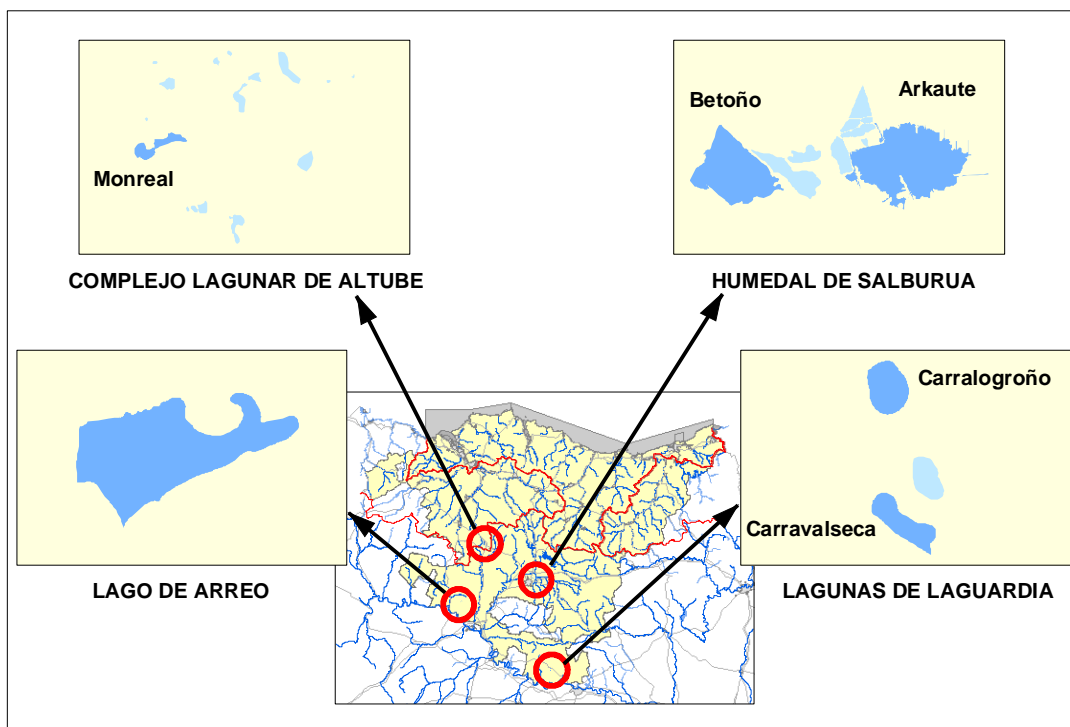 Monreal
COMPLEJO LAGUNAR DE ALTUBE
Betoño
Arkaute
HUMEDAL DE SALBURUA
LAGO DE ARREO
Carralogroño
Carravalseca
LAGUNAS DE LAGUARDIA